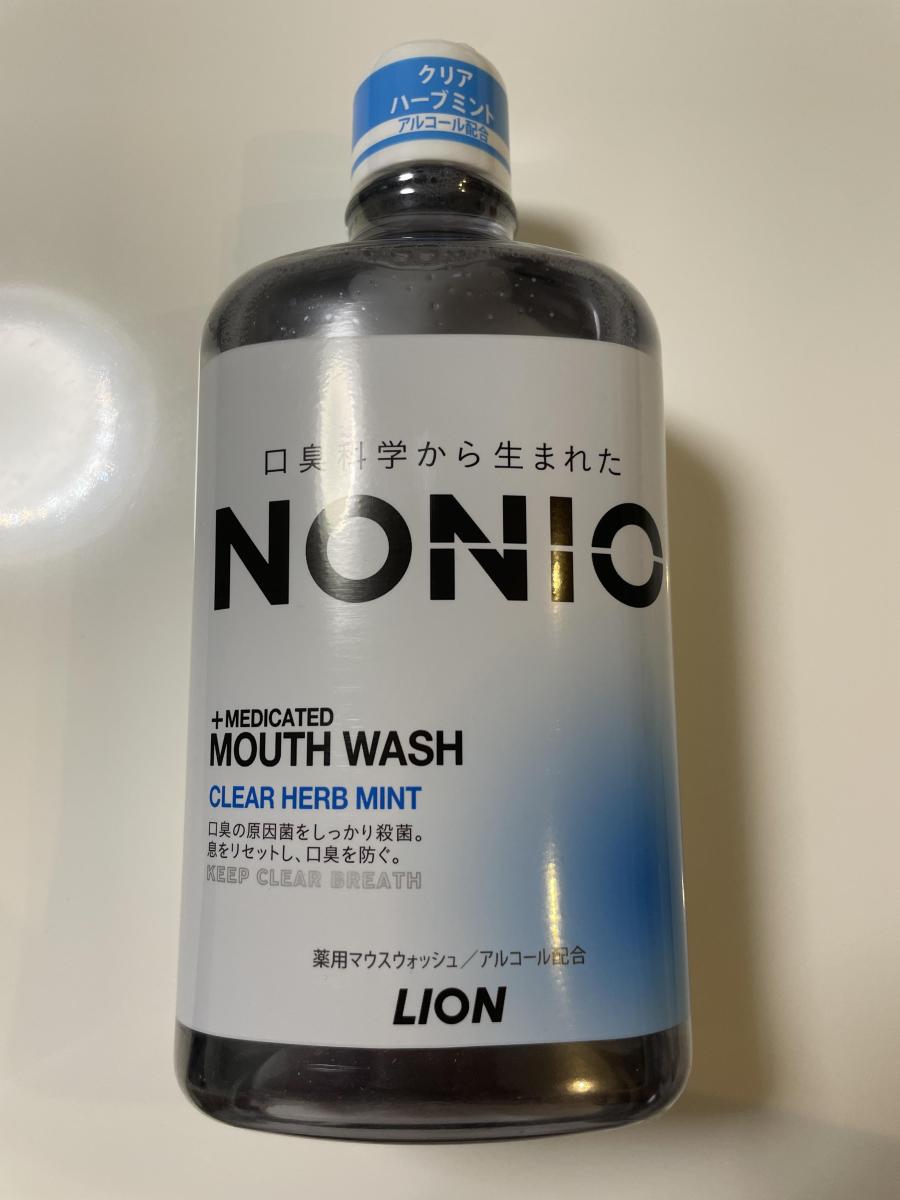 クリア
ハーブミント
アルコール配合
口臭科学から生まれた
NONIO
+MEDICATED
MOUTH WASH
CLEAR HERB MINT
口臭の原因菌をしっかり殺菌。
息をリセットし、口臭を防ぐ。
KEEP CLEAR BREATH
薬用マウスウォッシュ／アルコール配合
LION